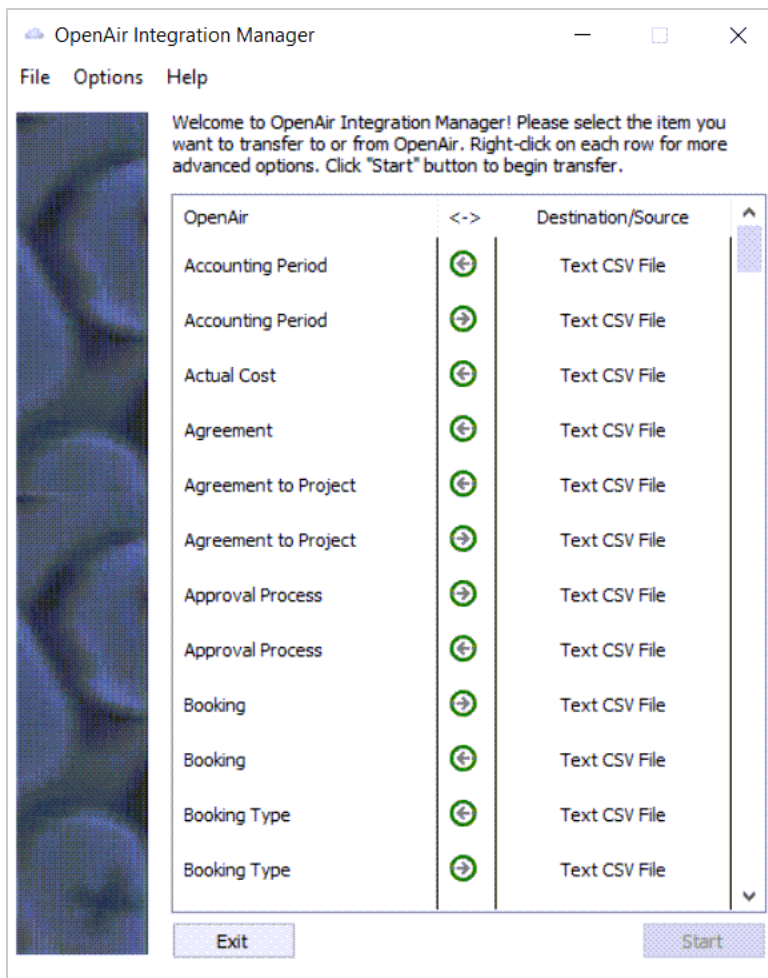 OpenAir Integration Manager
File Options Help
Welcome to OpenAir Integration Manager! Please select the item you
want to transfer to or from OpenAir. Right-click on each row for more
advanced options. Click "Start" button to begin transfer.
OpenAir <-> Destination/Source
Accounting Period Text CSV File
Accounting Period Text CSV File
Actual Cost Text CSV File
Agreement Text CSV File
Agreement to Project Text CSV File
Agreement to Project Text CSV File
Approval Process Text CSV File
Approval Process Text CSV File
Booking Text CSV File
Booking Text CSV File
Booking Type Text CSV File
Booking Type Text CSV File
Exit Start